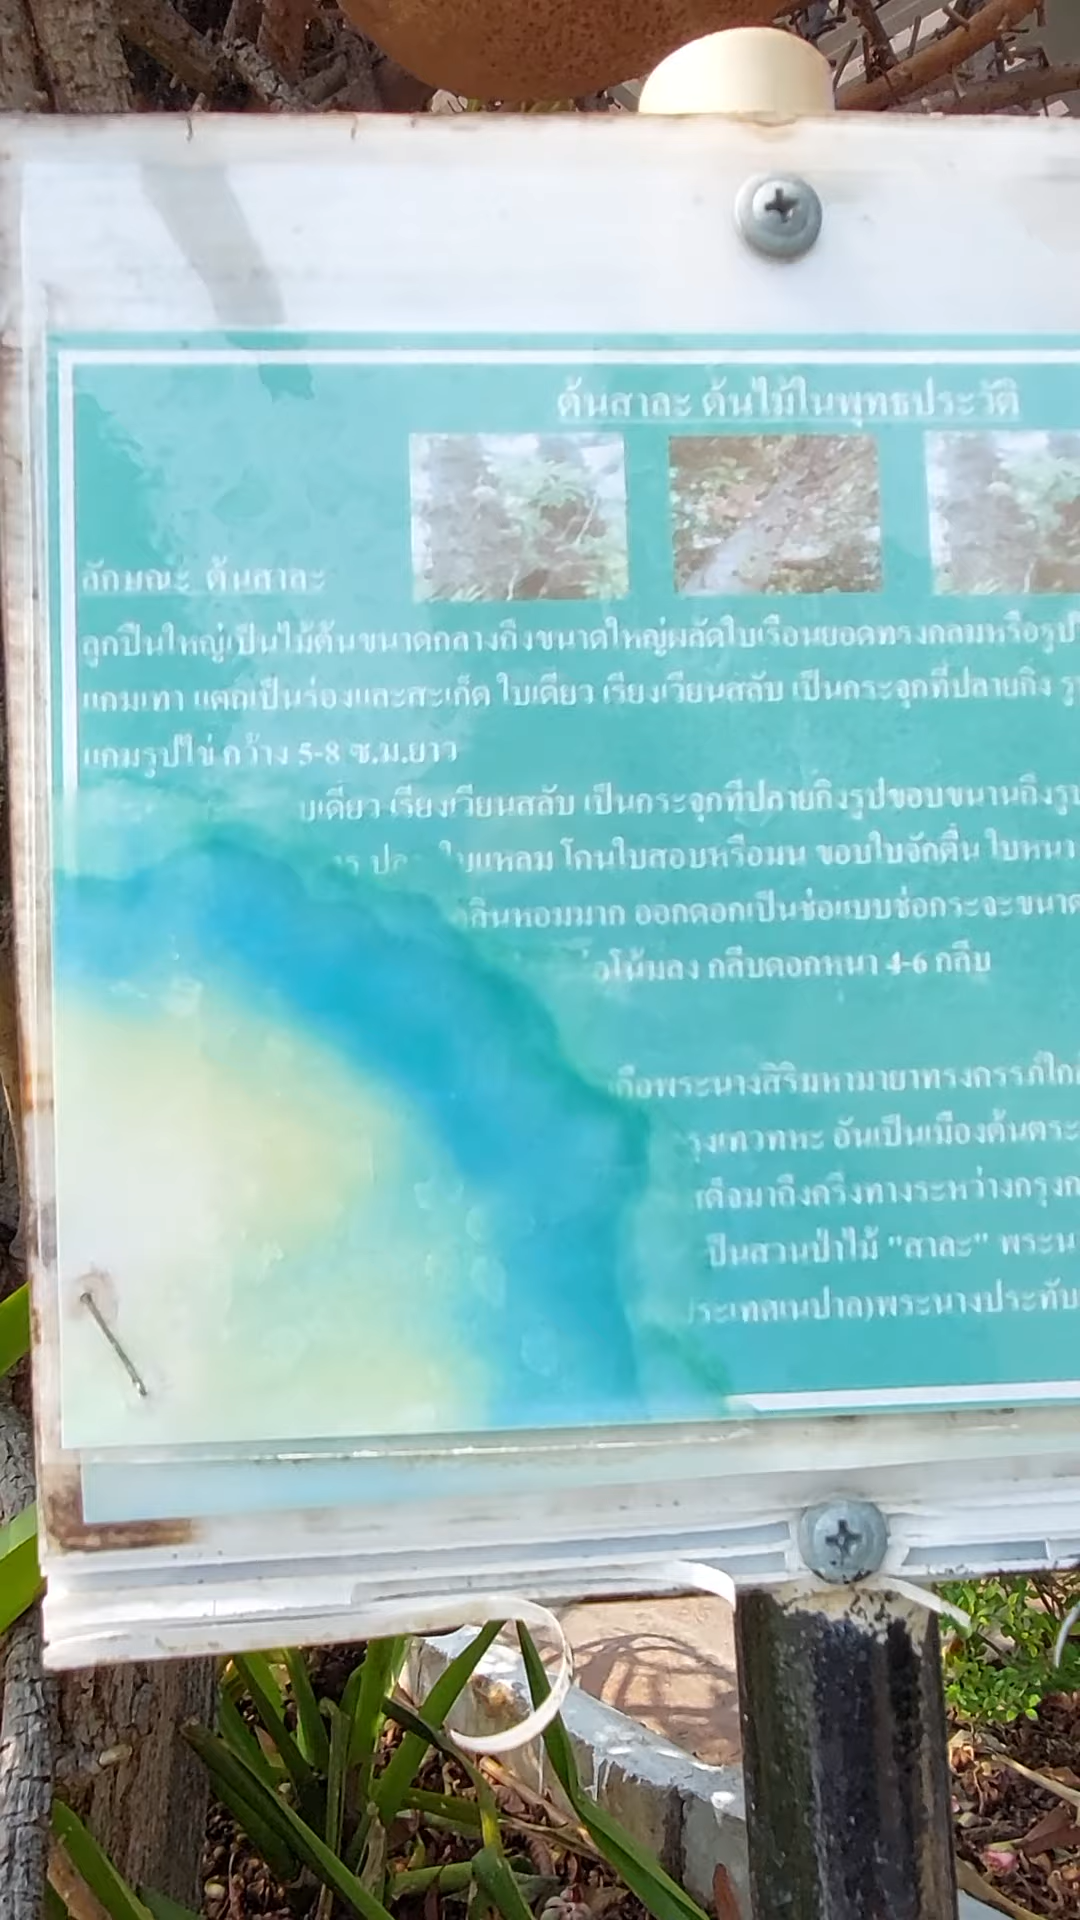 ต้นสาละ ต้นไม้ในพุทธประวัติ
ลักษณะ ต้นสาละ
ลูกปืนใหญ่เป็นไม้ต้นขนาดกลางถึงขนาดใหญ่ผลัดใบเรือนยอดทรงกลมหรือรูป
แกมเทา แตกเป็นร่องและสะเก็ด ใบเดียว เรียงเวียนสลับ เป็นกระจุกที่ปลายกิ่ง
แกมรูปไข่ กว้าง 5-8 ซ.ม.ยาว
บเดียว เรียงเวียนสลับ เป็นกระจุกที่ปลายกิ่งรูปขอบขนานถึงรูป
ใบแหลม โคนใบสอบหรือมน ขอบใบจักตื้น ใบหนา
กลิ่นหอมมาก ออกดอกเป็นช่อแบบช่อกระจะขนาด
โน้มลง กลีบดอกหนา 4-6 กลีบ
คือพระนางสิริมหามายาทรงครรภ์ใก
รุงเทวทหะ อันเป็นเมืองต้นตระ
เด็จมาถึงครึ่งทางระหว่างกรุงก
ป็นสวนป่าไม้ "สาละ" พระน
ประเทศเนปาล)พระนางประทับ